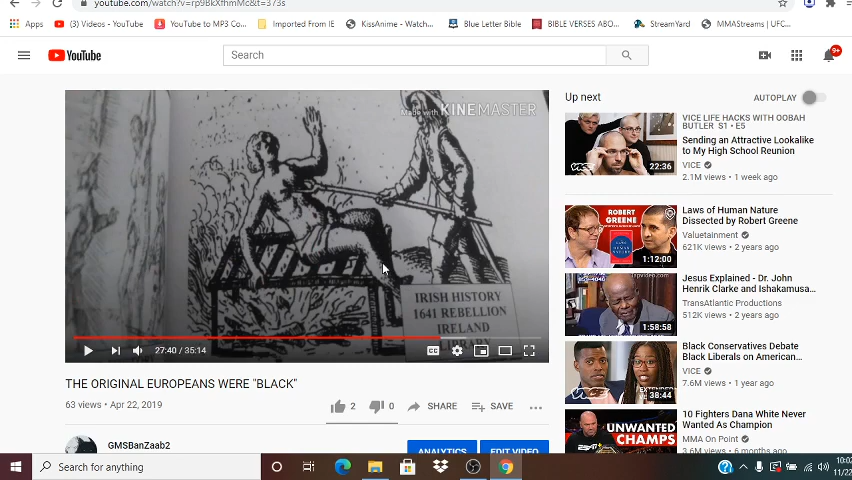 youtube.com/watch?v=rp9BkXfhmMc&t=373s
Apps
(3) Videos - YouTube
YouTube to MP3 Co...
Imported From IE
KissAnime - Watch...
Blue Letter Bible
BIBLE VERSES ABO...
StreamYard
MMAStreams | UFC...
YouTube
Search
9+
Made with KINEMASTER
IRISH HISTORY
1641 REBELLION
IRELAND
27:40 / 35:14
THE ORIGINAL EUROPEANS WERE "BLACK"
63 views • Apr 22, 2019
2
0
SHARE
SAVE
GMSBanZaab2
ANALYTICS
EDIT VIDEO
Up next
AUTOPLAY
VICE LIFE HACKS WITH OOBAH
BUTLER S1 • E5
Sending an Attractive Lookalike
to My High School Reunion
VICE
2.1M views • 1 week ago
VICE
22:36
Laws of Human Nature
Dissected by Robert Greene
Valuetainment
621K views • 2 years ago
ROBERT
GREENE
1:12:00
Jesus Explained - Dr. John
Henrik Clarke and Ishakamusa...
TransAtlantic Productions
512K views • 2 years ago
1:58:58
Black Conservatives Debate
Black Liberals on American...
VICE
7.6M views • 1 year ago
VICE
EXTENDED
38:44
10 Fighters Dana White Never
Wanted As Champion
MMA On Point
UNWANTED
CHAMPS
Search for anything
10:02
11/22